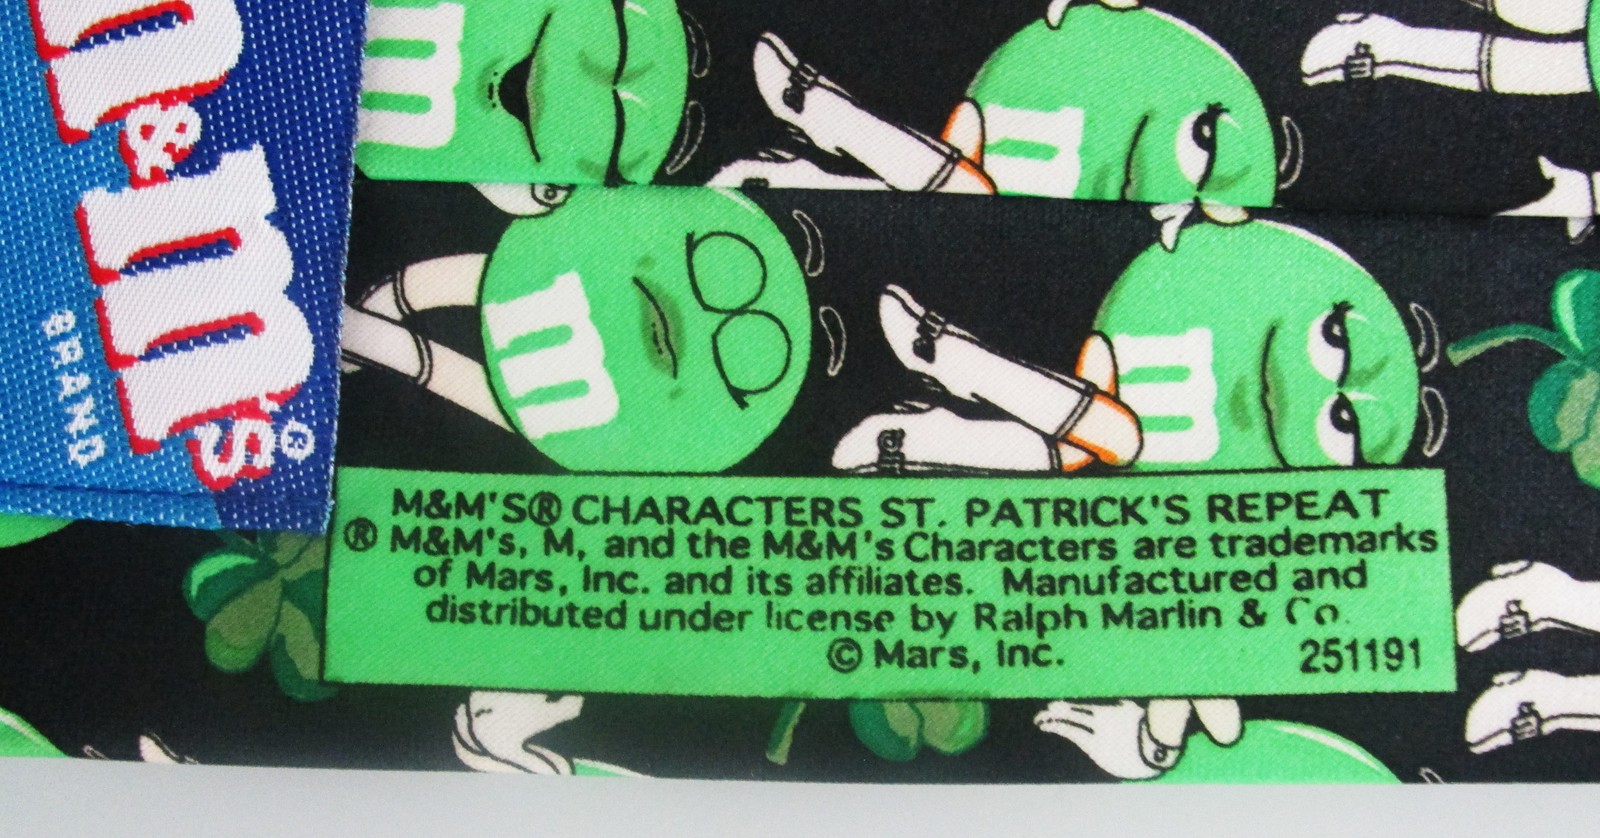 m&m's®
BRAND
m
m
m
m
M&M'S® CHARACTERS ST. PATRICK'S REPEAT
® M&M's, M, and the M&M's Characters are trademarks
of Mars, Inc. and its affiliates. Manufactured and
distributed under license by Ralph Marlin & Co.
© Mars, Inc. 251191